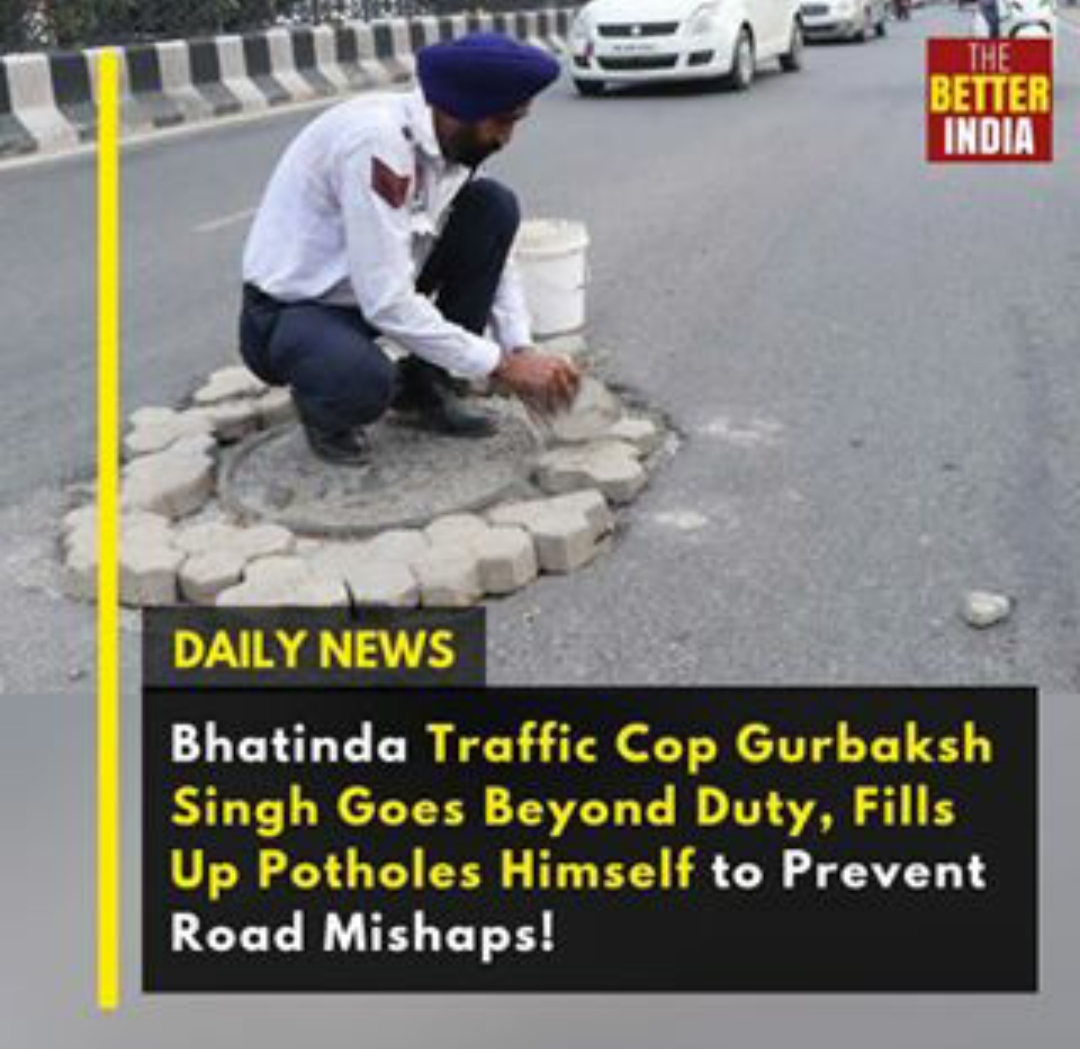 THE
BETTER
INDIA
DAILY NEWS
Bhatinda Traffic Cop Gurbaksh
Singh Goes Beyond Duty, Fills
Up Potholes Himself to Prevent
Road Mishaps!